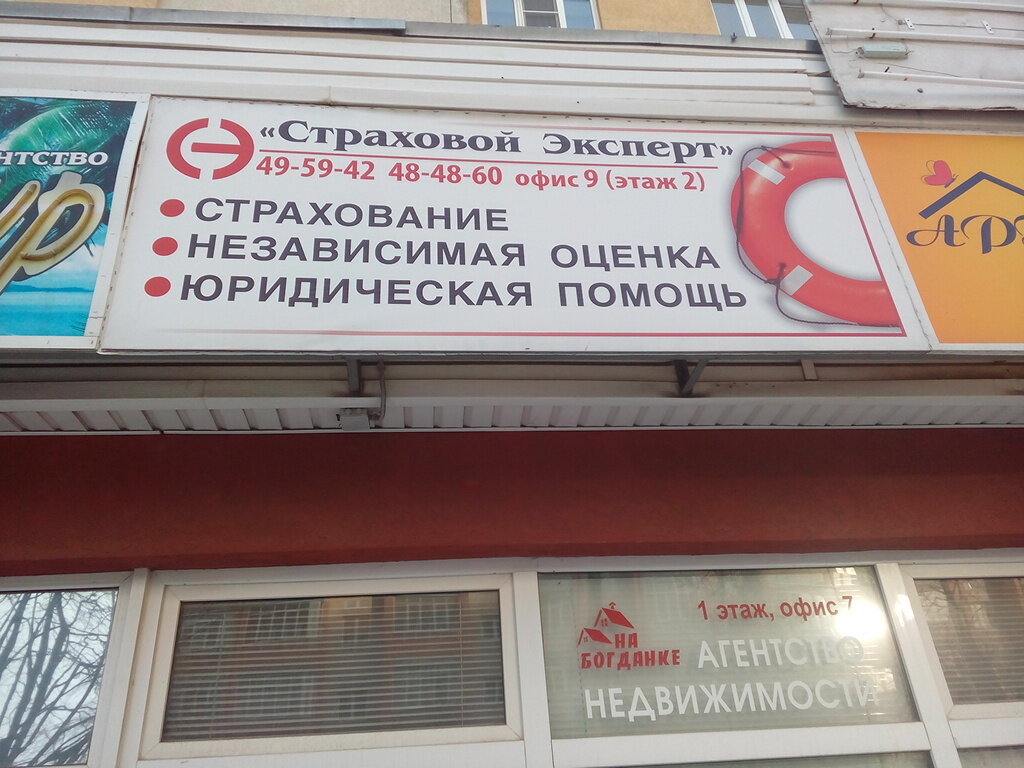 «Страховой Эксперт»
49-59-42 48-48-60 офис 9 (этаж 2)
• СТРАХОВАНИЕ
• НЕЗАВИСИМАЯ ОЦЕНКА
• ЮРИДИЧЕСКАЯ ПОМОЩЬ
1 этаж, офис 7
НА
БОГДАНКЕ
АГЕНТСТВО
НЕДВИЖИМОСТИ